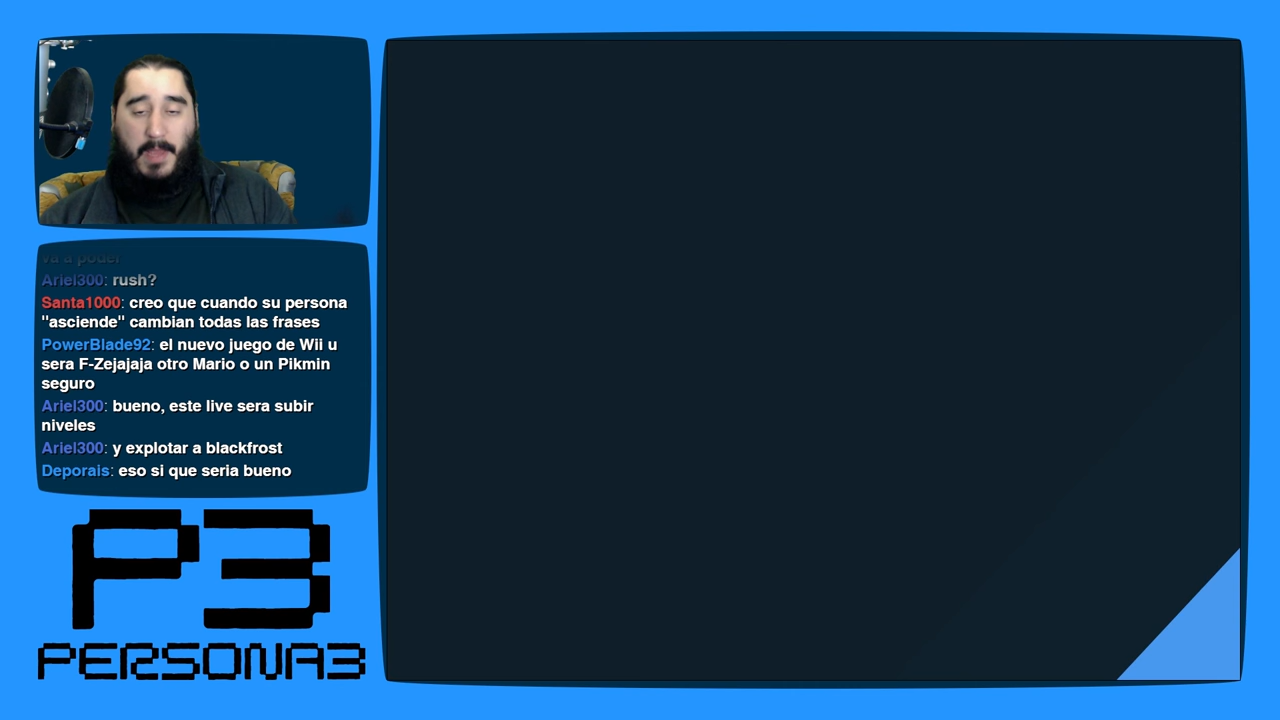 va a poder
Ariel300: rush?
Santa1000: creo que cuando su persona
"asciende" cambian todas las frases
PowerBlade92: el nuevo juego de Wii u
sera F-Zejajaja otro Mario o un Pikmin
seguro
Ariel300: bueno, este live sera subir
niveles
Ariel300: y explotar a blackfrost
Deporais: eso si que seria bueno
P3
PERSONA3